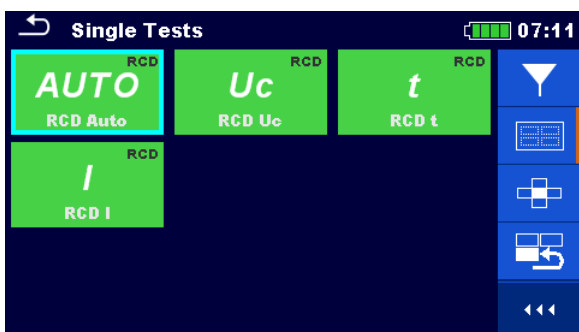 Single Tests 07:11
RCD RCD RCD
AUTO Uc t
RCD Auto RCD Uc RCD t
RCD
I
RCD I